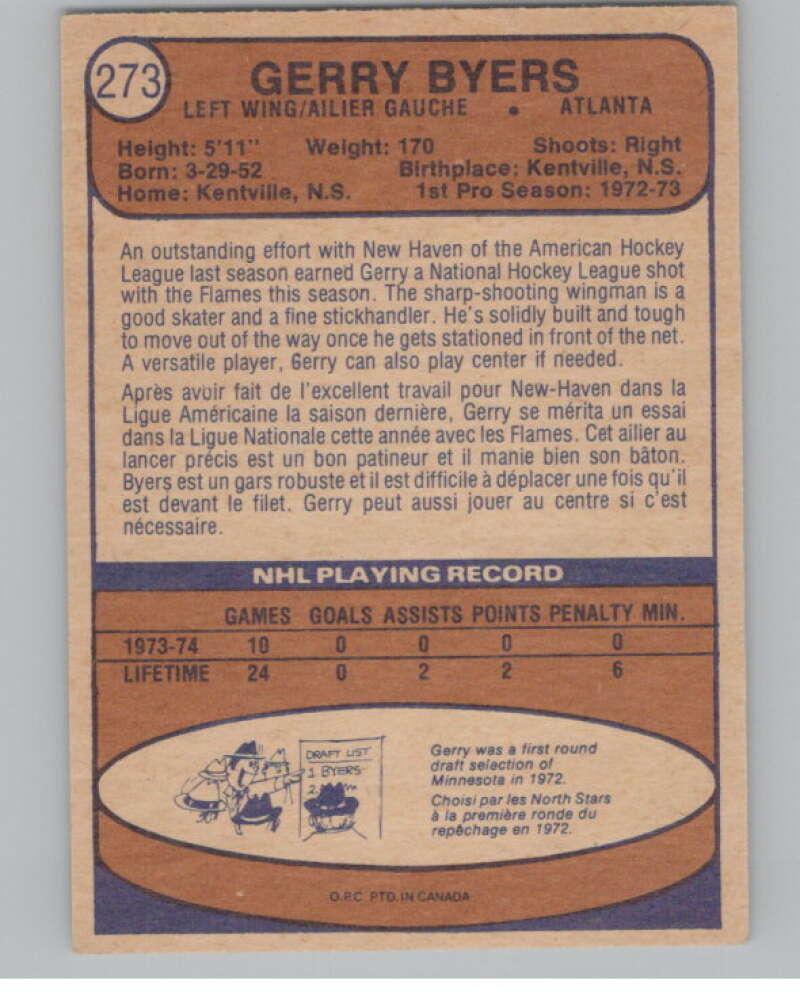 273
GERRY BYERS
LEFT WING/AILIER GAUCHE • ATLANTA
Height: 5'11" Weight: 170 Shoots: Right
Born: 3-29-52 Birthplace: Kentville, N.S.
Home: Kentville, N.S. 1st Pro Season: 1972-73
An outstanding effort with New Haven of the American Hockey
League last season earned Gerry a National Hockey League shot
with the Flames this season. The sharp-shooting wingman is a
good skater and a fine stickhandler. He's solidly built and tough
to move out of the way once he gets stationed in front of the net.
A versatile player, Gerry can also play center if needed.
Après avoir fait de l'excellent travail pour New-Haven dans la
Ligue Américaine la saison dernière, Gerry se mérita un essai
dans la Ligue Nationale cette année avec les Flames. Cet ailier au
lancer précis est un bon patineur et il manie bien son bâton.
Byers est un gars robuste et il est difficile à déplacer une fois qu'il
est devant le filet. Gerry peut aussi jouer au centre si c'est
nécessaire.
NHL PLAYING RECORD
GAMES GOALS ASSISTS POINTS PENALTY MIN.
1973-74 10 0 0 0 0
LIFETIME 24 0 2 2 6
DRAFT LIST
1 BYERS
2.
Gerry was a first round
draft selection of
Minnesota in 1972.
Choisi par les North Stars
à la première ronde du
repêchage en 1972.
O.P.C. PTD. IN CANADA